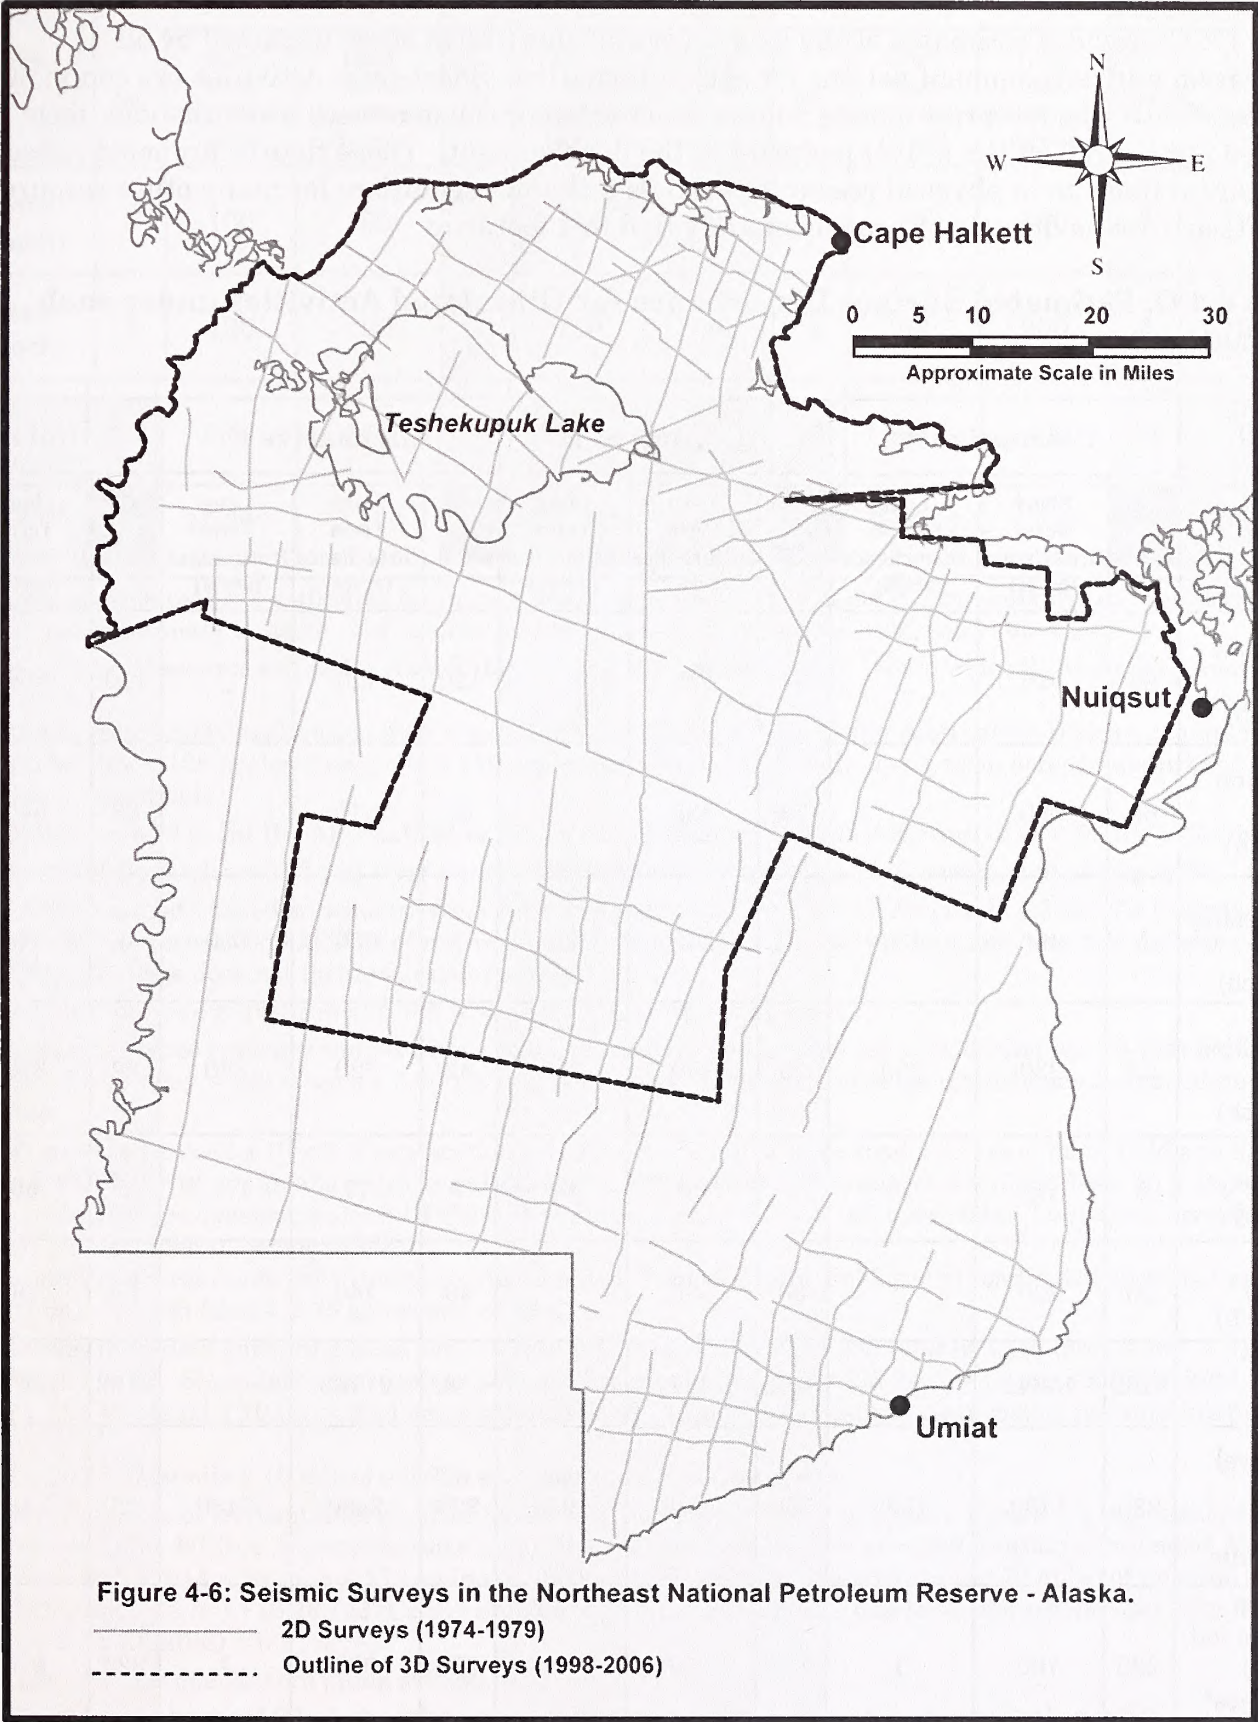 N
W E
S
Cape Halkett
0 5 10 20 30
Approximate Scale in Miles
Teshekupuk Lake
Nuiqsut
Umiat
Figure 4-6: Seismic Surveys in the Northeast National Petroleum Reserve - Alaska.
2D Surveys (1974-1979)
Outline of 3D Surveys (1998-2006)